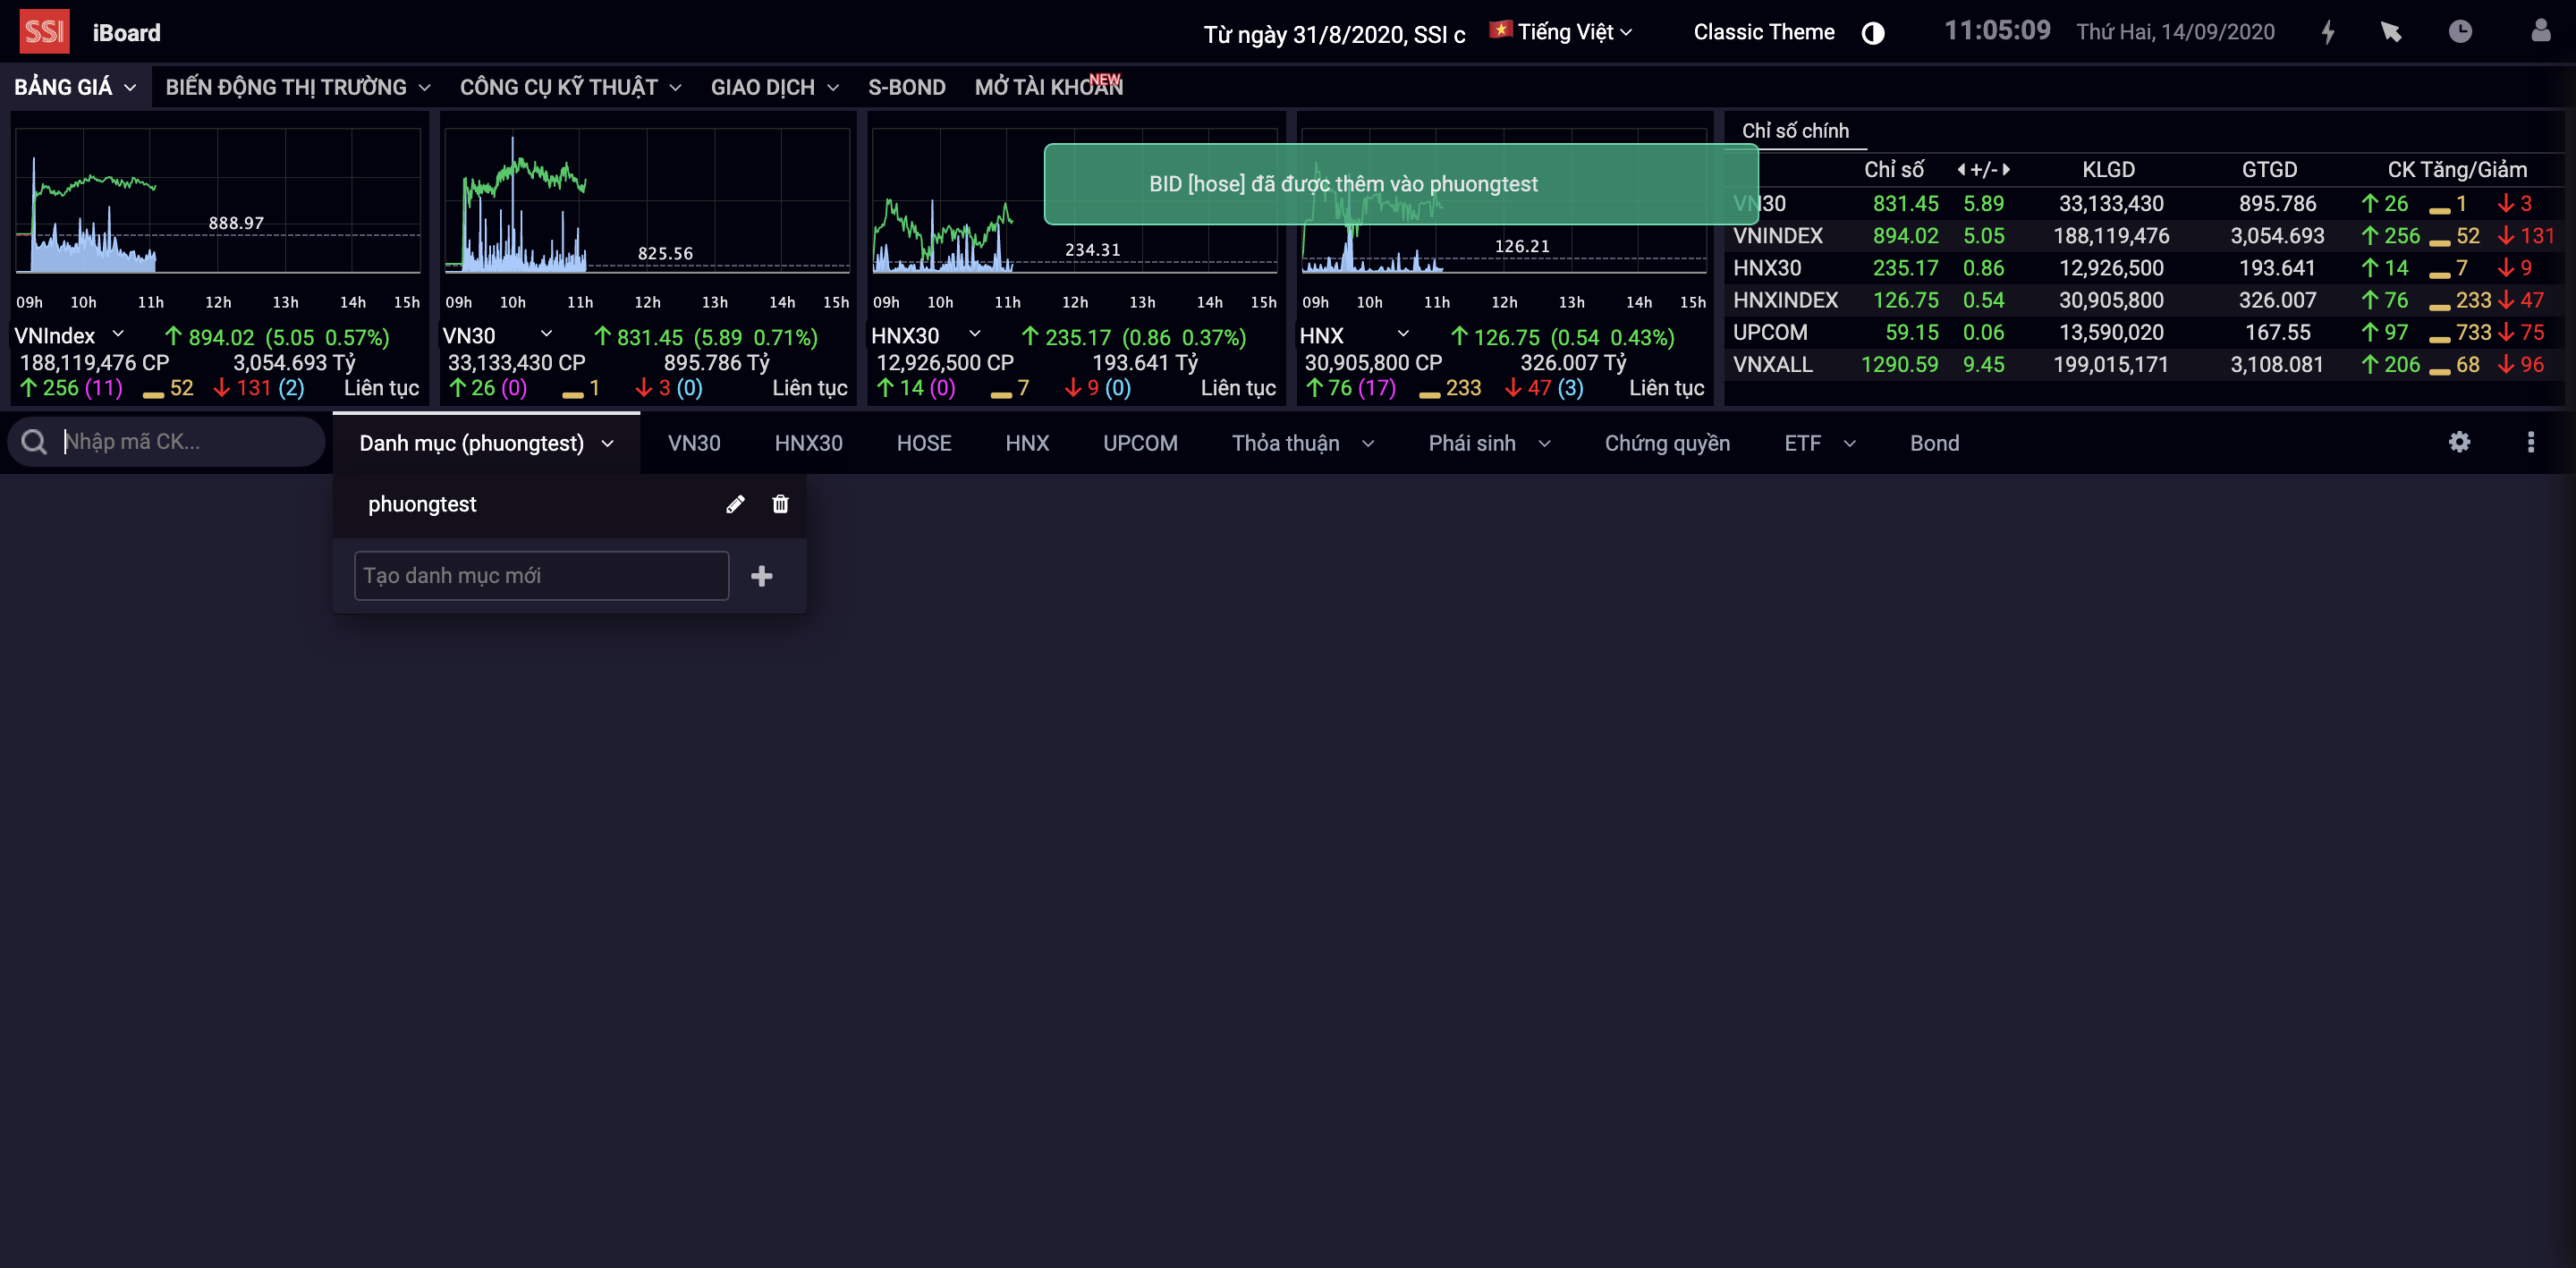 SSI iBoard Từ ngày 31/8/2020, SSI c Tiếng Việt Classic Theme 11:05:09 Thứ Hai, 14/09/2020
BẢNG GIÁ BIẾN ĐỘNG THỊ TRƯỜNG CÔNG CỤ KỸ THUẬT GIAO DỊCH S-BOND MỞ TÀI KHOẢN NEW
888.97
09h 10h 11h 12h 13h 14h 15h
VNIndex 894.02 (5.05 0.57%)
188,119,476 CP 3,054.693 Tỷ
256 (11) 52 131 (2) Liên tục
825.56
09h 10h 11h 12h 13h 14h 15h
VN30 831.45 (5.89 0.71%)
33,133,430 CP 895.786 Tỷ
26 (0) 1 3 (0) Liên tục
234.31
09h 10h 11h 12h 13h 14h 15h
HNX30 235.17 (0.86 0.37%)
12,926,500 CP 193.641 Tỷ
14 (0) 7 9 (0) Liên tục
126.21
09h 10h 11h 12h 13h 14h 15h
HNX 126.75 (0.54 0.43%)
30,905,800 CP 326.007 Tỷ
76 (17) 233 47 (3) Liên tục
BID [hose] đã được thêm vào phuongtest
Chỉ số chính
Chỉ số +/- KLGD GTGD CK Tăng/Giảm
VN30 831.45 5.89 33,133,430 895.786 26 1 3
VNINDEX 894.02 5.05 188,119,476 3,054.693 256 52 131
HNX30 235.17 0.86 12,926,500 193.641 14 7 9
HNXINDEX 126.75 0.54 30,905,800 326.007 76 233 47
UPCOM 59.15 0.06 13,590,020 167.55 97 733 75
VNXALL 1290.59 9.45 199,015,171 3,108.081 206 68 96
Nhập mã CK... Danh mục (phuongtest) VN30 HNX30 HOSE HNX UPCOM Thỏa thuận Phái sinh Chứng quyền ETF Bond
phuongtest
Tạo danh mục mới